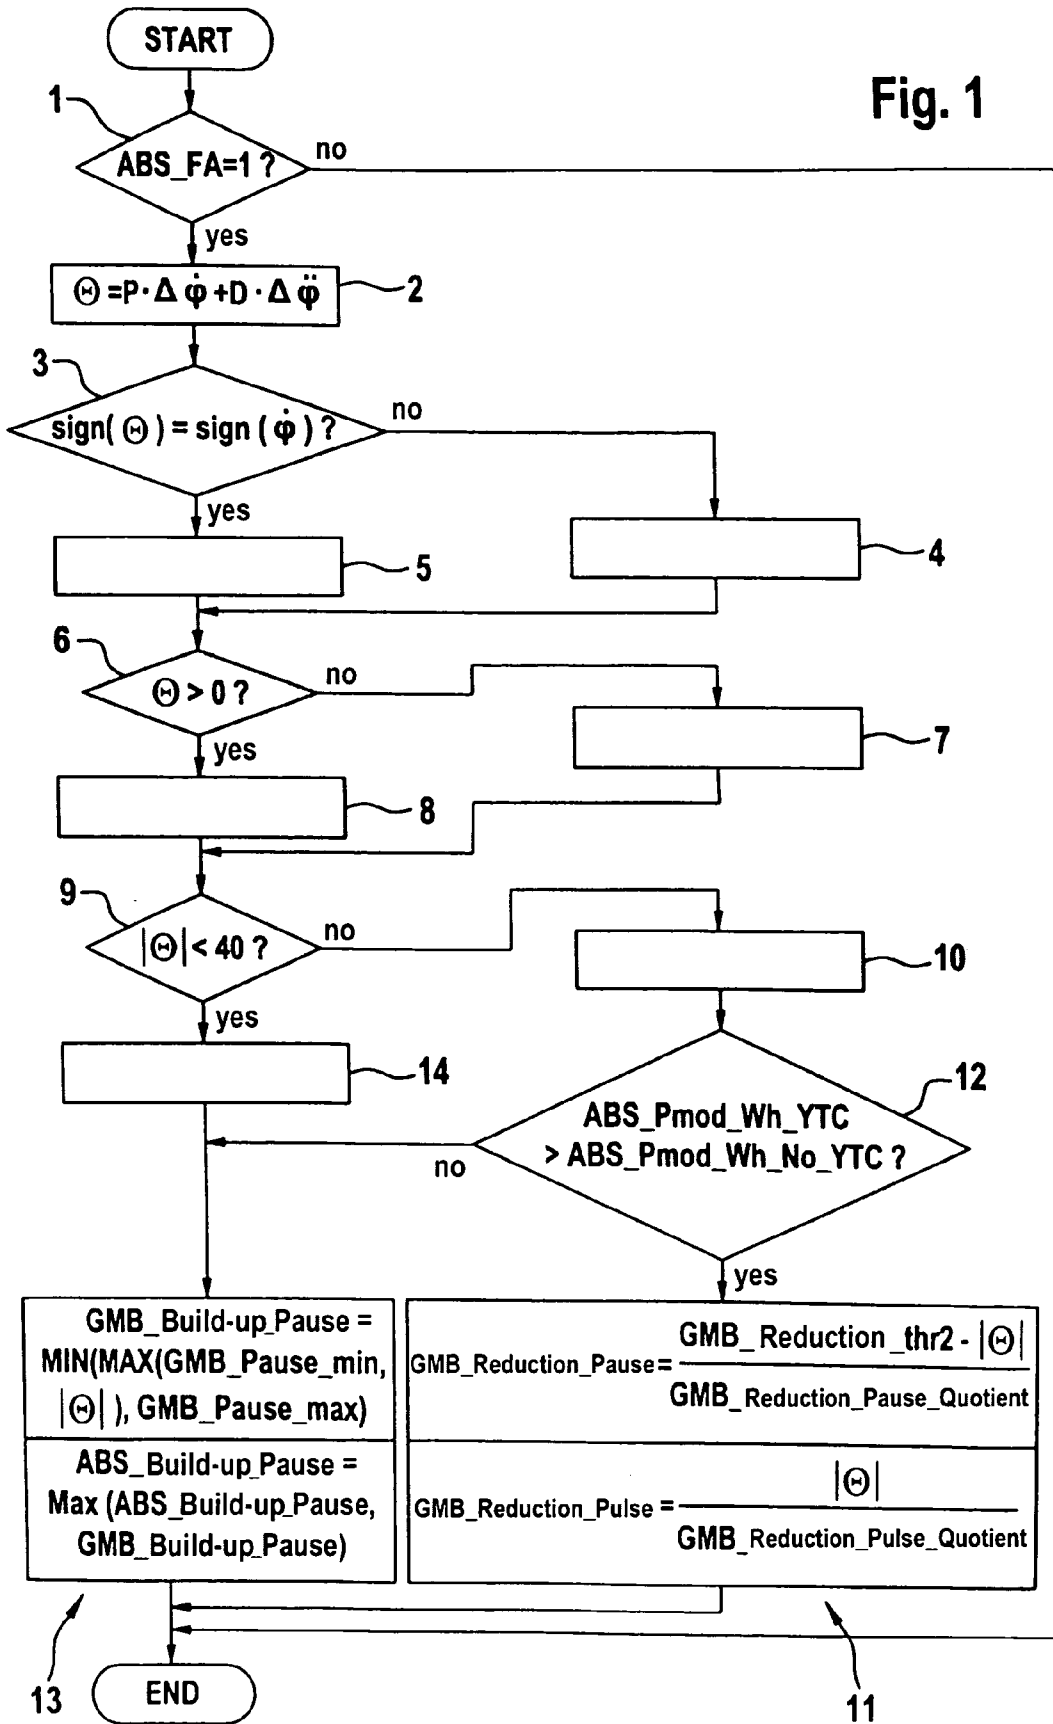 START
Fig. 1
1
ABS_FA=1 ?
no
yes
Θ =P · Δ φ̇ +D · Δ φ̈
2
3
sign( Θ ) = sign ( φ̇ ) ?
no
yes
5
4
6
Θ > 0 ?
no
yes
7
8
9
|Θ| < 40 ?
no
yes
10
14
12
ABS_Pmod_Wh_YTC
> ABS_Pmod_Wh_No_YTC ?
no
yes
GMB_Build-up_Pause =
MIN(MAX(GMB_Pause_min,
|Θ| ), GMB_Pause_max)
ABS_Build-up_Pause =
Max (ABS_Build-up_Pause,
GMB_Build-up_Pause)
GMB_Reduction_Pause= GMB_Reduction_thr2 - |Θ|
GMB_Reduction_Pause_Quotient
GMB_Reduction_Pulse= |Θ|
GMB_Reduction_Pulse_Quotient
13
END
11